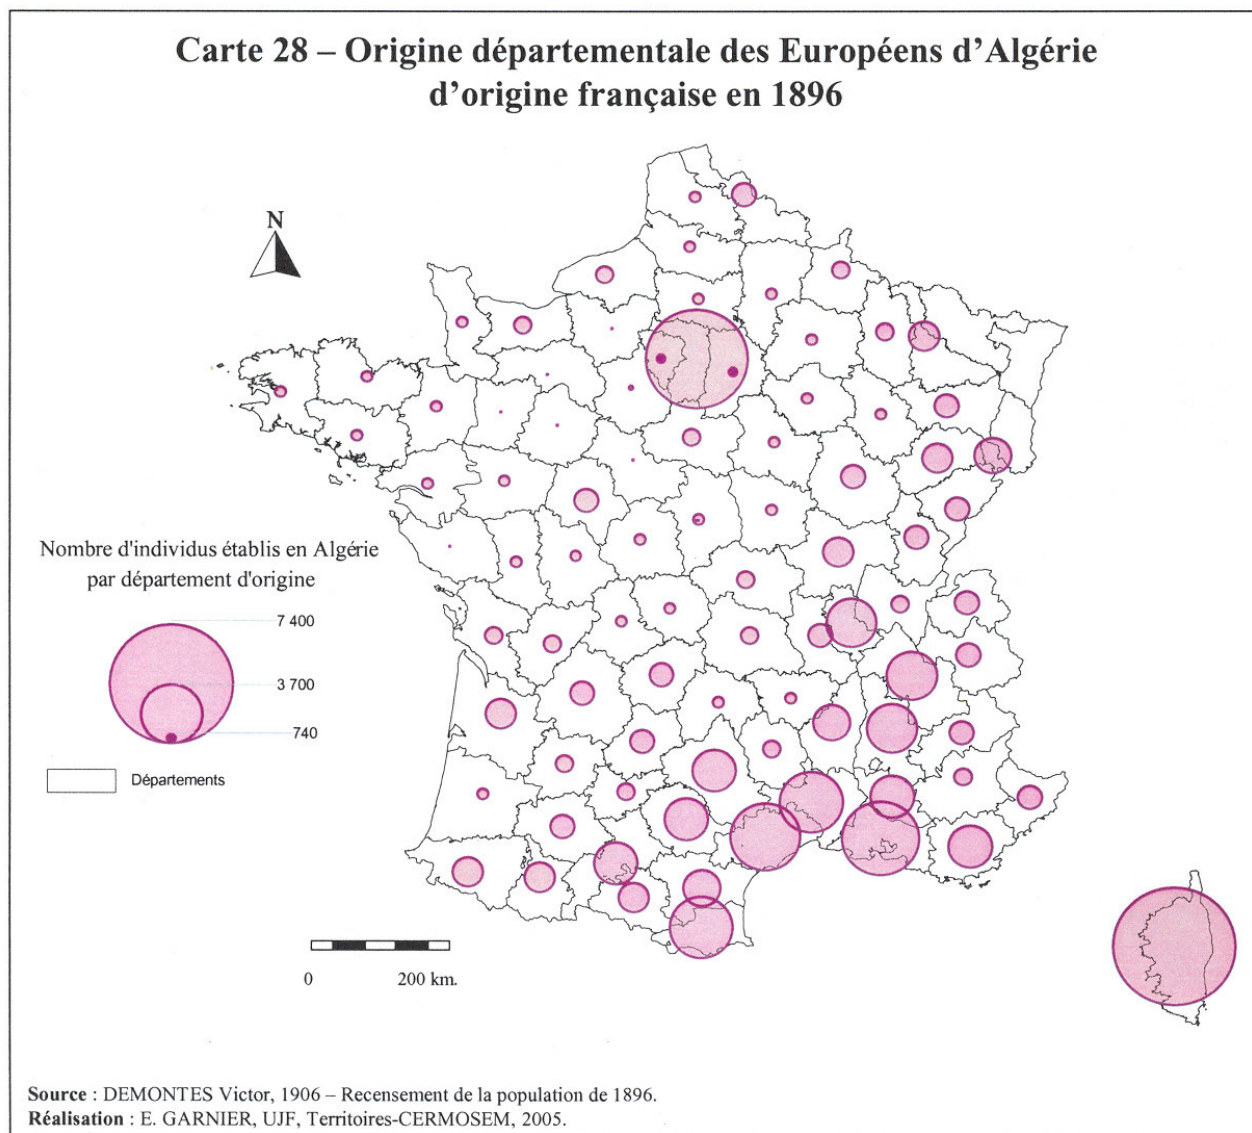 Carte 28 – Origine départementale des Européens d’Algérie
d’origine française en 1896
N
Nombre d'individus établis en Algérie
par département d'origine
7 400
3 700
740
Départements
0 200 km.
Source : DEMONTES Victor, 1906 – Recensement de la population de 1896.
Réalisation : E. GARNIER, UJF, Territoires-CERMOSEM, 2005.